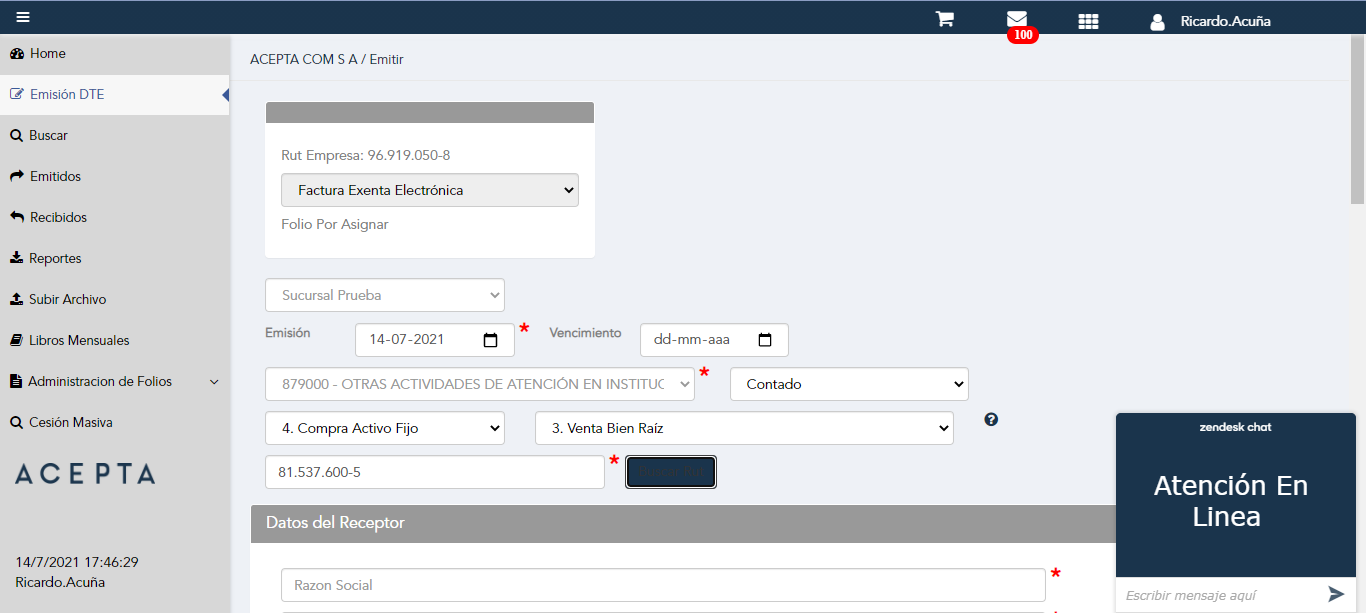 100
Ricardo.Acuña
Home
Emisión DTE
Buscar
Emitidos
Recibidos
Reportes
Subir Archivo
Libros Mensuales
Administracion de Folios
Cesión Masiva
ACEPTA
14/7/2021 17:46:29
Ricardo.Acuña
ACEPTA COM S A / Emitir
Rut Empresa: 96.919.050-8
Factura Exenta Electrónica
Folio Por Asignar
Sucursal Prueba
Emisión 14-07-2021 * Vencimiento dd-mm-aaa
879000 - OTRAS ACTIVIDADES DE ATENCIÓN EN INSTITUC * Contado
4. Compra Activo Fijo 3. Venta Bien Raíz ?
81.537.600-5 *
Datos del Receptor
Razon Social *
zendesk chat
Atención En
Linea
Escribir mensaje aquí